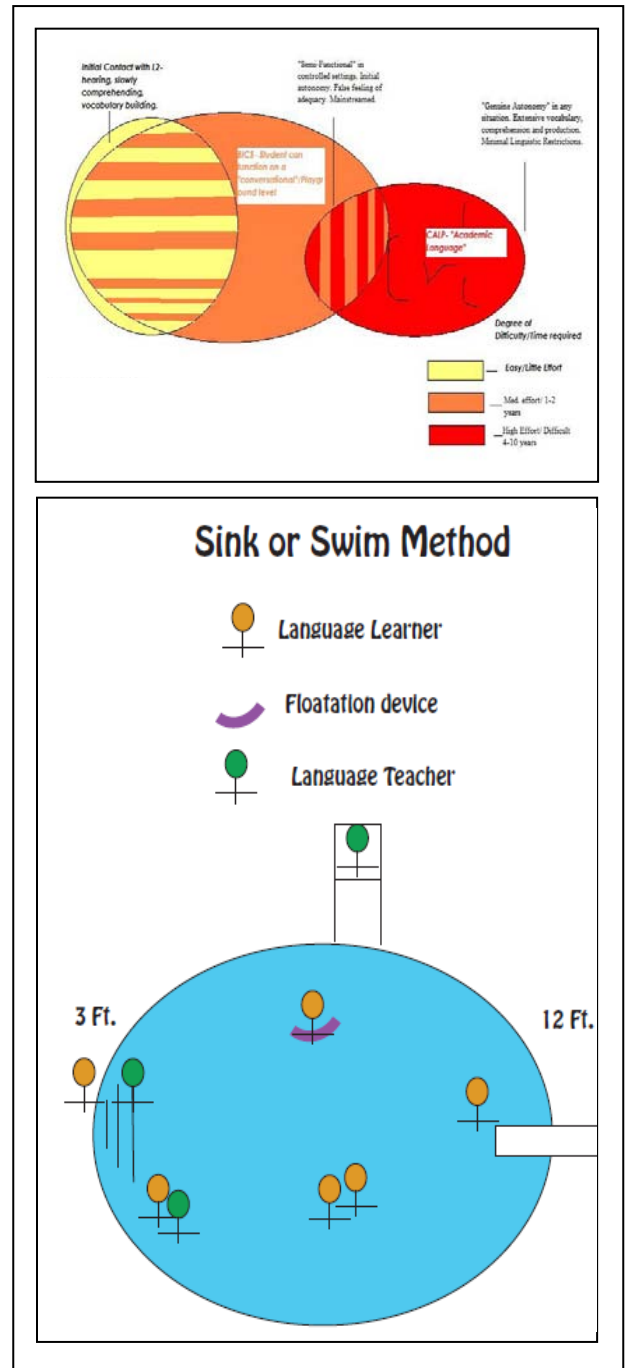 Initial Contact with L2-
hearing, slowly
comprehending,
vocabulary building.
"Semi-Functional" in
controlled settings. Initial
autonomy. False feeling of
adequacy. Mainstreamed.
"Genuine Autonomy" in any
situation. Extensive vocabulary,
comprehension and production.
Minimal Linguistic Restrictions.
BICS- Student can
function on a
"conversational"/Playgr
ound level
CALP- "Academic
Language"
Degree of
Difficulty/Time required
Easy/Little Effort
Med. effort/ 1-2
years
High Effort/ Difficult
4-10 years
Sink or Swim Method
Language Learner
Floatation device
Language Teacher
3 Ft.
12 Ft.